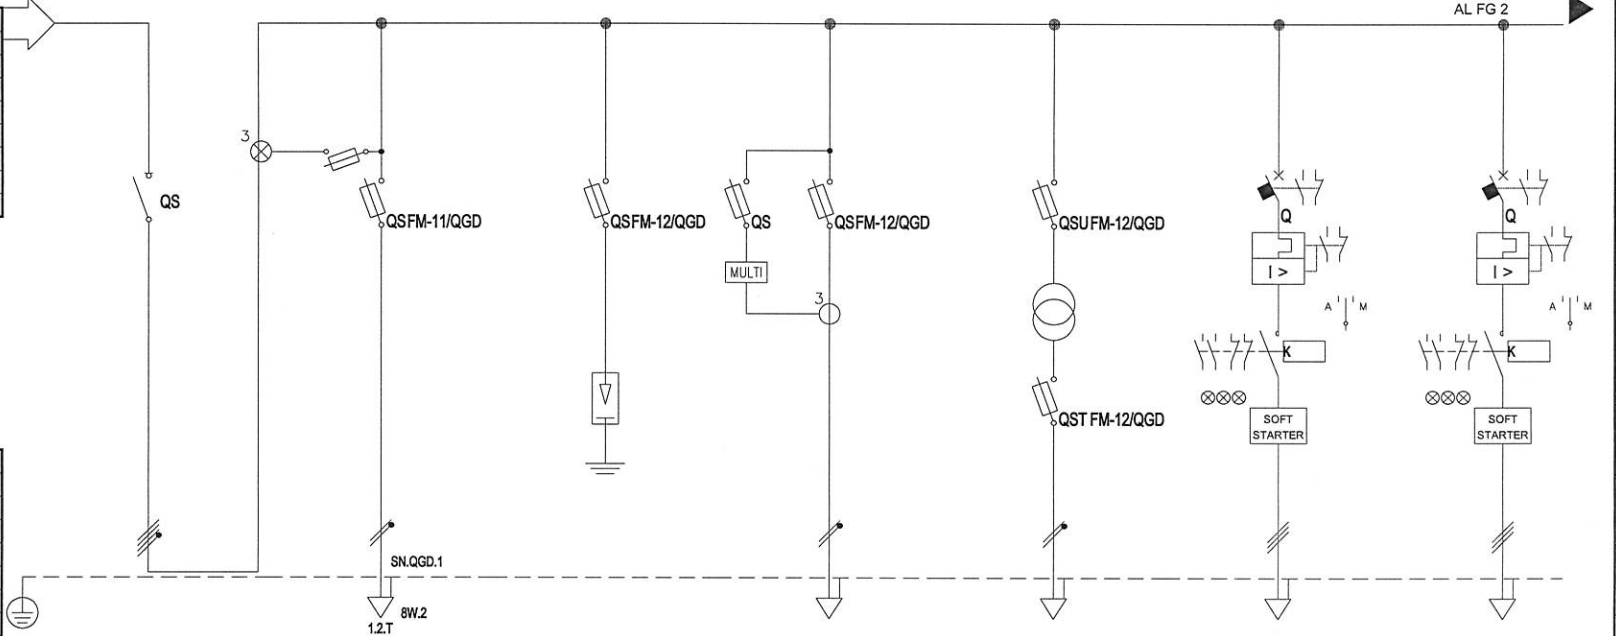 AL FG 2
3
QS
QSFM-11/QGD
QSFM-12/QGD
QS
QSFM-12/QGD
QSUFM-12/QGD
Q
Q
MULTI
I >
I >
3
A M
A M
K
K
QST FM-12/QGD
SOFT
STARTER
SOFT
STARTER
SN.QGD.1
8W.2
1.2.T